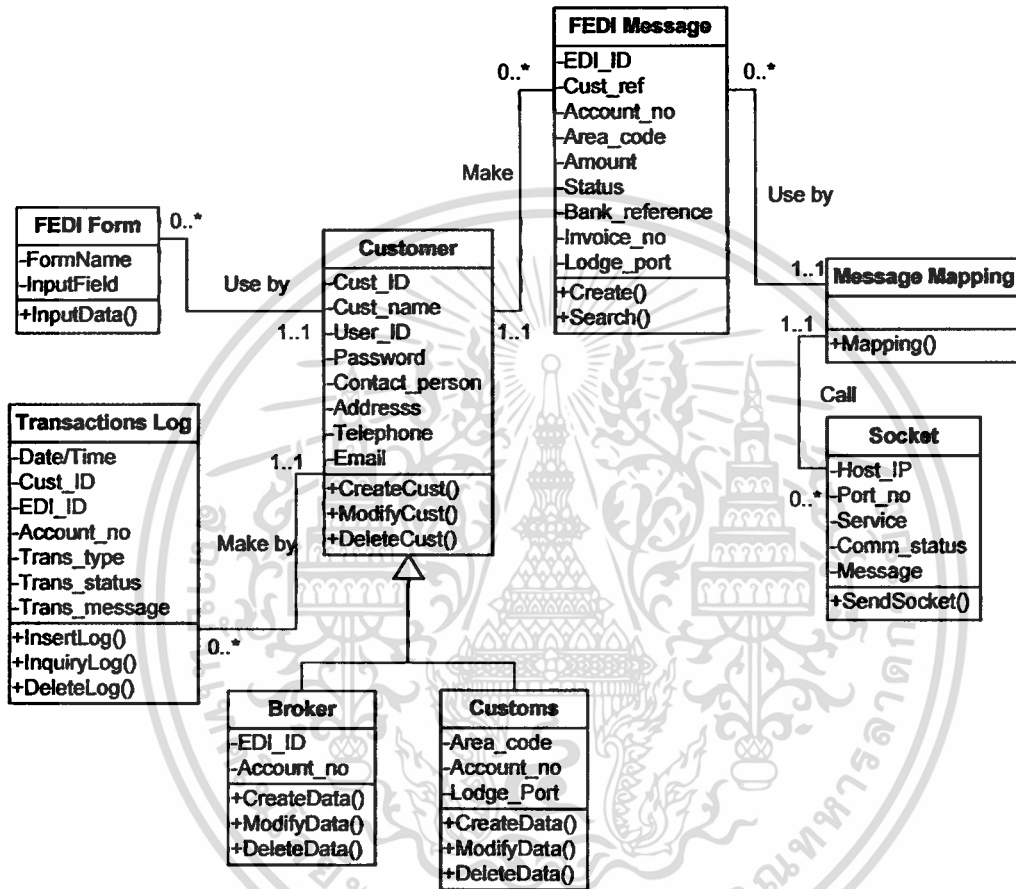 FEDI Message
-EDI_ID
-Cust_ref
-Account_no
-Area_code
-Amount
-Status
-Bank_reference
-Invoice_no
-Lodge_port
+Create()
+Search()
0..*
0..*
Make
Use by
FEDI Form
-FormName
-InputField
+InputData()
0..*
Use by
1..1
Customer
-Cust_ID
-Cust_name
-User_ID
-Password
-Contact_person
-Addresss
-Telephone
-Email
+CreateCust()
+ModifyCust()
+DeleteCust()
1..1
1..1
Message Mapping
+Mapping()
1..1
Call
Socket
-Host_IP
-Port_no
-Service
-Comm_status
-Message
+SendSocket()
0..*
Transactions Log
-Date/Time
-Cust_ID
-EDI_ID
-Account_no
-Trans_type
-Trans_status
-Trans_message
+InsertLog()
+InquiryLog()
+DeleteLog()
1..1
Make by
0..*
Broker
-EDI_ID
-Account_no
+CreateData()
+ModifyData()
+DeleteData()
Customs
-Area_code
-Account_no
-Lodge_Port
+CreateData()
+ModifyData()
+DeleteData()